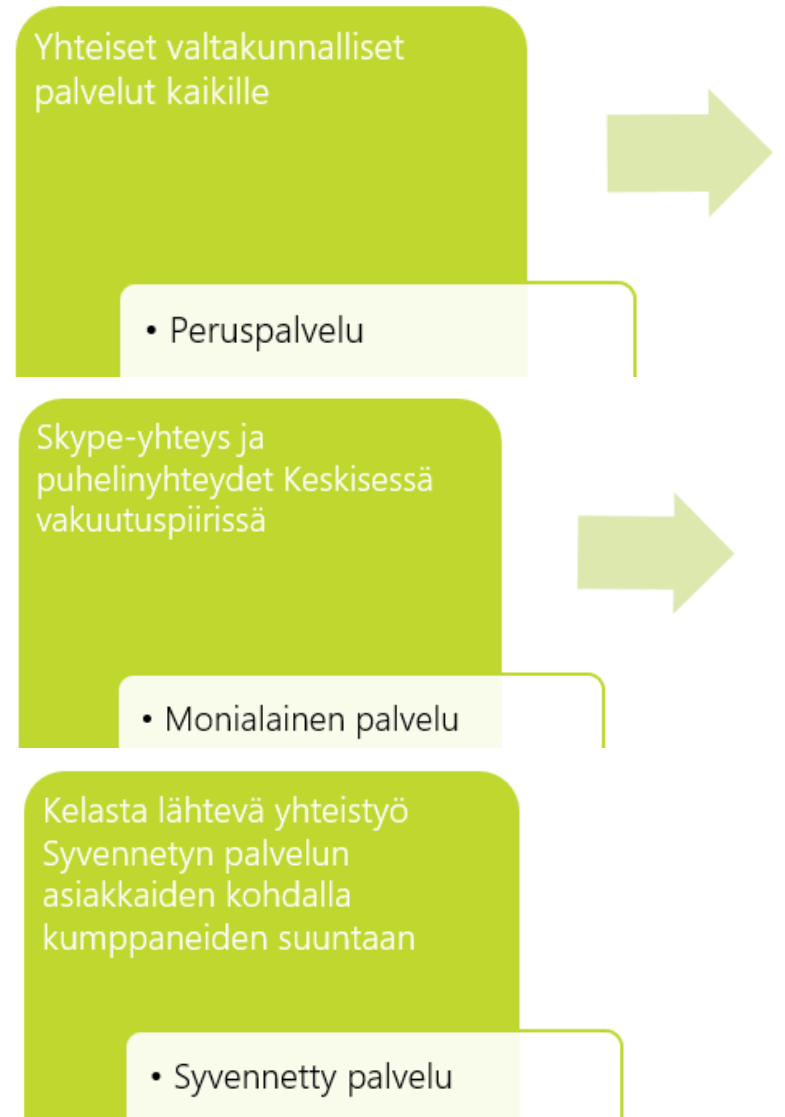 Yhteiset valtakunnalliset
palvelut kaikille
• Peruspalvelu
Skype-yhteys ja
puhelinyhteydet Keskisessä
vakuutuspiirissä
• Monialainen palvelu
Kelasta lähtevä yhteistyö
Syvennetyn palvelun
asiakkaiden kohdalla
kumppaneiden suuntaan
• Syvennetty palvelu